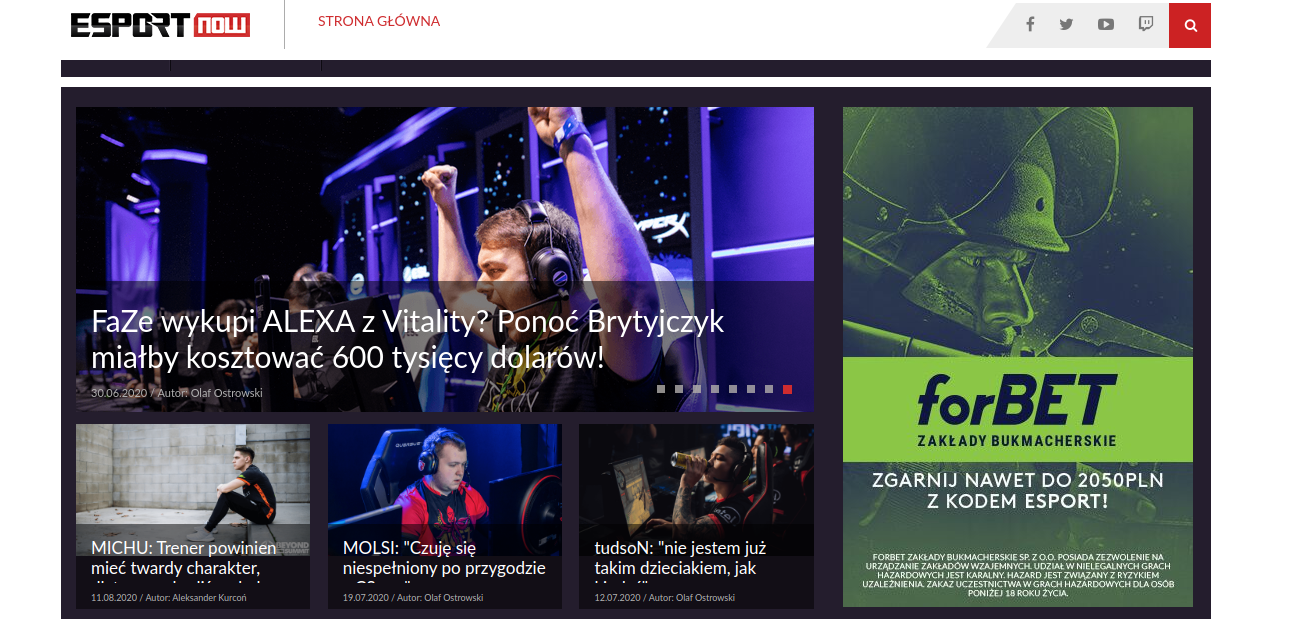 ESPORT NOW
STRONA GŁÓWNA
HYPERX
FaZe wykupi ALEXA z Vitality? Ponoć Brytyjczyk
miałby kosztować 600 tysięcy dolarów!
30.06.2020 / Autor: Olaf Ostrowski
BEYOND
MICHU: Trener powinien
mieć twardy charakter,
11.08.2020 / Autor: Aleksander Kurcoń
MOLSI: "Czuję się
niespełniony po przygodzie
19.07.2020 / Autor: Olaf Ostrowski
tudsoN: "nie jestem już
takim dzieciakiem, jak
12.07.2020 / Autor: Olaf Ostrowski
forBET
ZAKŁADY BUKMACHERSKIE
ZGARNIJ NAWET DO 2050PLN
Z KODEM ESPORT!
FORBET ZAKŁADY BUKMACHERSKIE SP. Z O.O. POSIADA ZEZWOLENIE NA
URZĄDZANIE ZAKŁADÓW WZAJEMNYCH. UDZIAŁ W NIELEGALNYCH GRACH
HAZARDOWYCH JEST KARALNY. HAZARD JEST ZWIĄZANY Z RYZYKIEM
UZALEŻNIENIA. ZAKAZ UCZESTNICTWA W GRACH HAZARDOWYCH DLA OSÓB
PONIŻEJ 18 ROKU ŻYCIA.